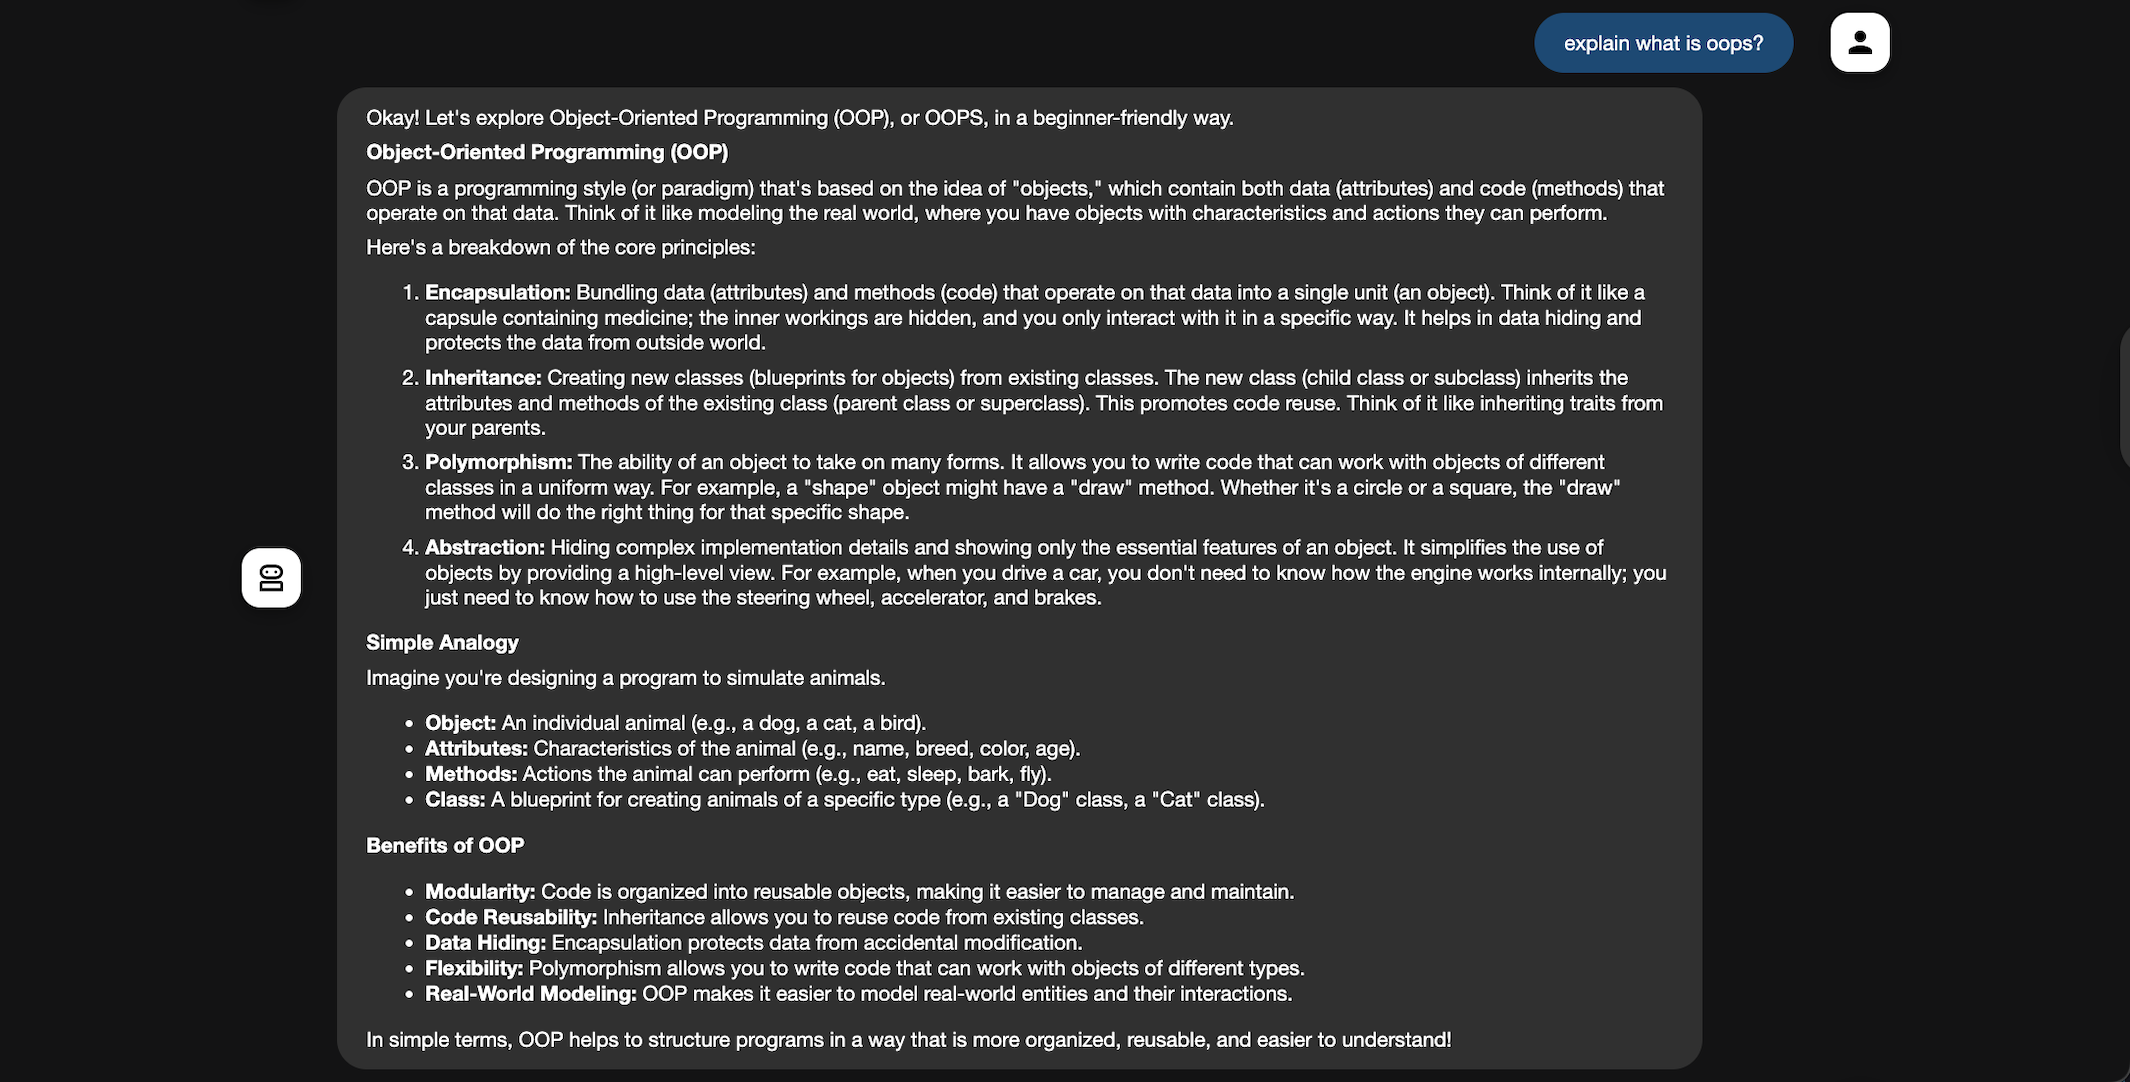 explain what is oops?
Okay! Let's explore Object-Oriented Programming (OOP), or OOPS, in a beginner-friendly way.
Object-Oriented Programming (OOP)
OOP is a programming style (or paradigm) that's based on the idea of "objects," which contain both data (attributes) and code (methods) that
operate on that data. Think of it like modeling the real world, where you have objects with characteristics and actions they can perform.
Here's a breakdown of the core principles:
1. Encapsulation: Bundling data (attributes) and methods (code) that operate on that data into a single unit (an object). Think of it like a
capsule containing medicine; the inner workings are hidden, and you only interact with it in a specific way. It helps in data hiding and
protects the data from outside world.
2. Inheritance: Creating new classes (blueprints for objects) from existing classes. The new class (child class or subclass) inherits the
attributes and methods of the existing class (parent class or superclass). This promotes code reuse. Think of it like inheriting traits from
your parents.
3. Polymorphism: The ability of an object to take on many forms. It allows you to write code that can work with objects of different
classes in a uniform way. For example, a "shape" object might have a "draw" method. Whether it's a circle or a square, the "draw"
method will do the right thing for that specific shape.
4. Abstraction: Hiding complex implementation details and showing only the essential features of an object. It simplifies the use of
objects by providing a high-level view. For example, when you drive a car, you don't need to know how the engine works internally; you
just need to know how to use the steering wheel, accelerator, and brakes.
Simple Analogy
Imagine you're designing a program to simulate animals.
• Object: An individual animal (e.g., a dog, a cat, a bird).
• Attributes: Characteristics of the animal (e.g., name, breed, color, age).
• Methods: Actions the animal can perform (e.g., eat, sleep, bark, fly).
• Class: A blueprint for creating animals of a specific type (e.g., a "Dog" class, a "Cat" class).
Benefits of OOP
• Modularity: Code is organized into reusable objects, making it easier to manage and maintain.
• Code Reusability: Inheritance allows you to reuse code from existing classes.
• Data Hiding: Encapsulation protects data from accidental modification.
• Flexibility: Polymorphism allows you to write code that can work with objects of different types.
• Real-World Modeling: OOP makes it easier to model real-world entities and their interactions.
In simple terms, OOP helps to structure programs in a way that is more organized, reusable, and easier to understand!